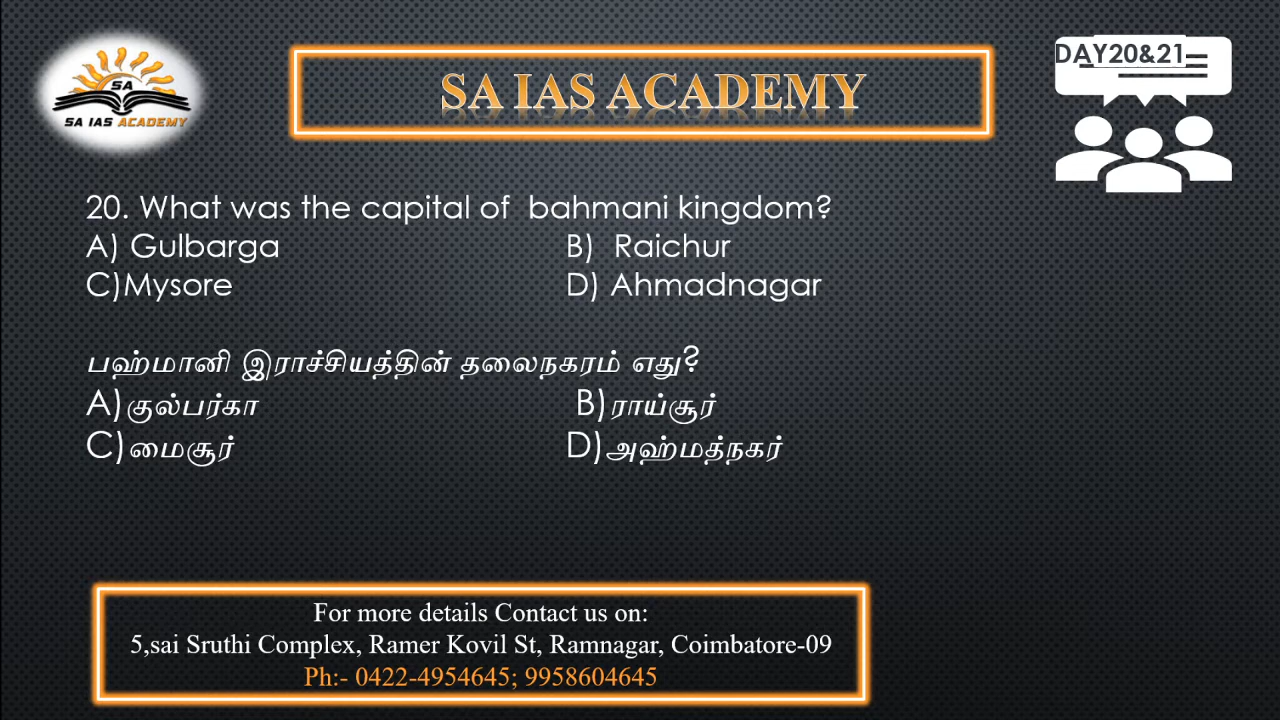 SA
SA IAS ACADEMY
SA IAS ACADEMY
DAY20&21
20. What was the capital of bahmani kingdom?
A) Gulbarga B) Raichur
C)Mysore D) Ahmadnagar
பஹ்மானி இராச்சியத்தின் தலைநகரம் எது?
A)குல்பர்கா B)ராய்சூர்
C)மைசூர் D)அஹ்மத்நகர்
For more details Contact us on:
5,sai Sruthi Complex, Ramer Kovil St, Ramnagar, Coimbatore-09
Ph:- 0422-4954645; 9958604645